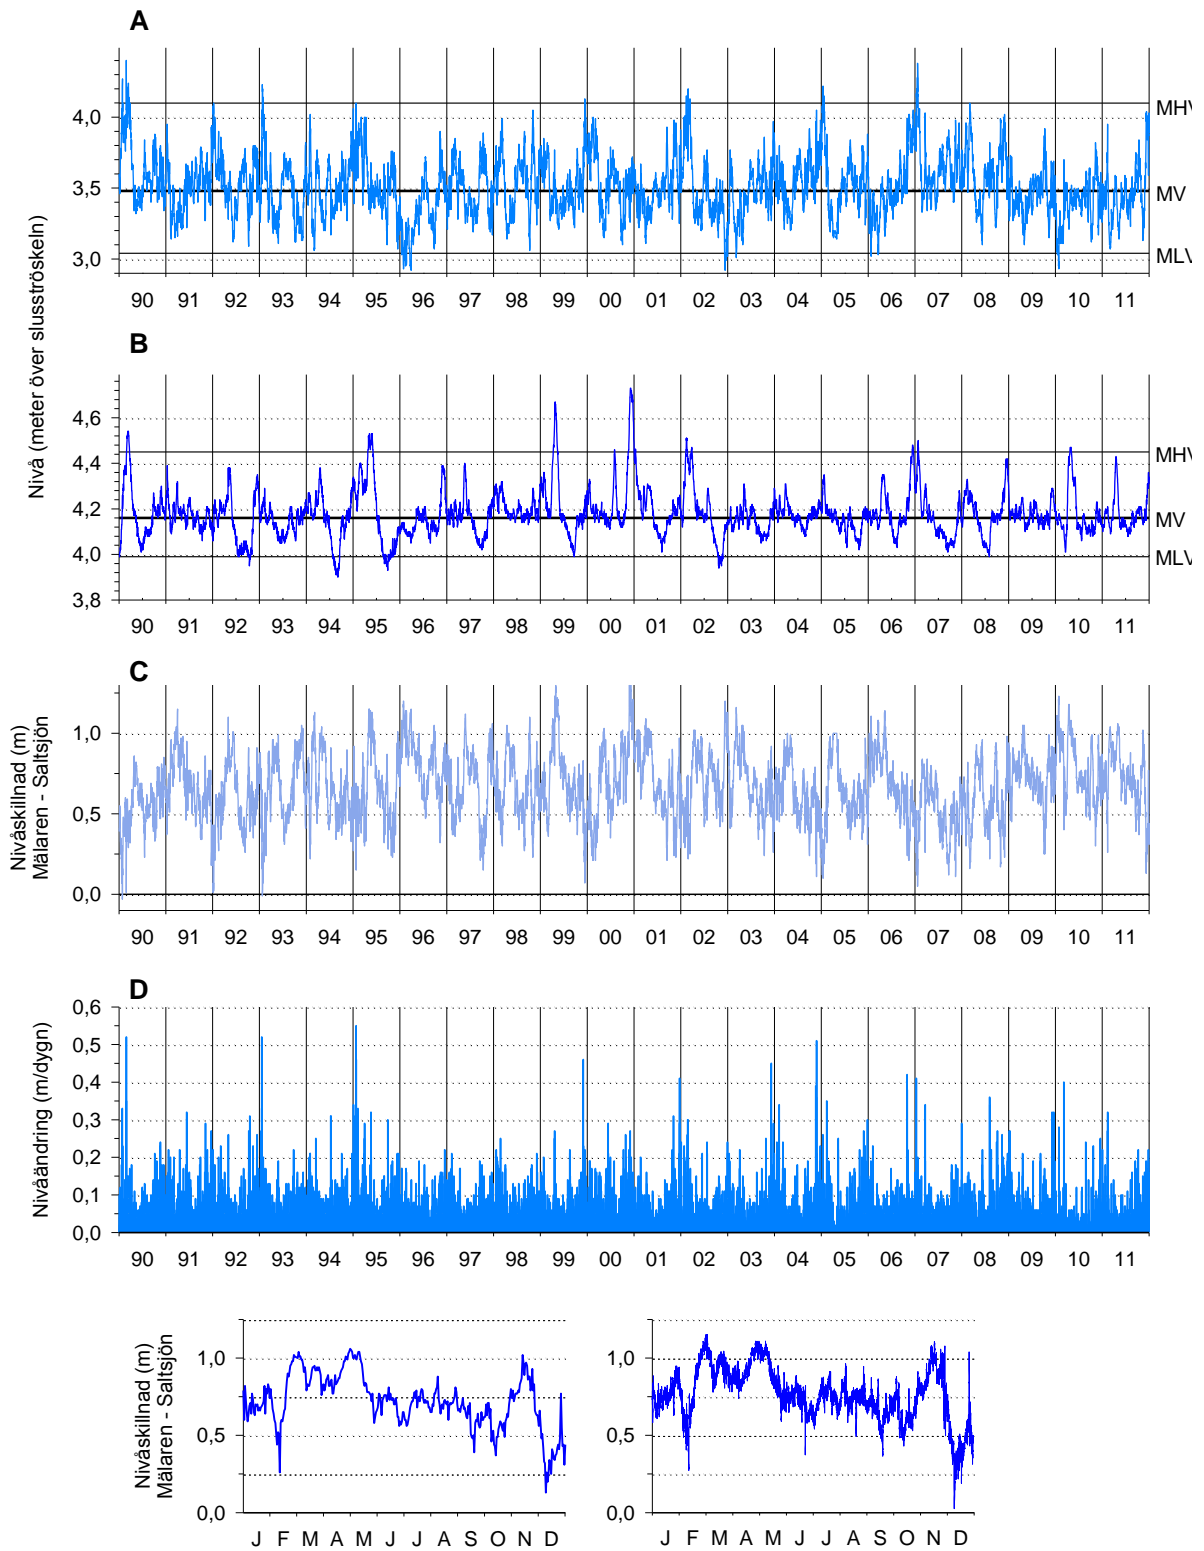 A
4,0
3,5
3,0
MHV
MV
MLV
90 91 92 93 94 95 96 97 98 99 00 01 02 03 04 05 06 07 08 09 10 11
Nivå (meter över slusströskeln)
B
4,6
4,4
4,2
4,0
3,8
MHV
MV
MLV
90 91 92 93 94 95 96 97 98 99 00 01 02 03 04 05 06 07 08 09 10 11
C
Nivåskillnad (m)
Mälaren - Saltsjön
1,0
0,5
0,0
90 91 92 93 94 95 96 97 98 99 00 01 02 03 04 05 06 07 08 09 10 11
D
Nivåändring (m/dygn)
0,6
0,5
0,4
0,3
0,2
0,1
0,0
90 91 92 93 94 95 96 97 98 99 00 01 02 03 04 05 06 07 08 09 10 11
Nivåskillnad (m)
Mälaren - Saltsjön
1,0
0,5
0,0
J F M A M J J A S O N D
1,0
0,5
0,0
J F M A M J J A S O N D